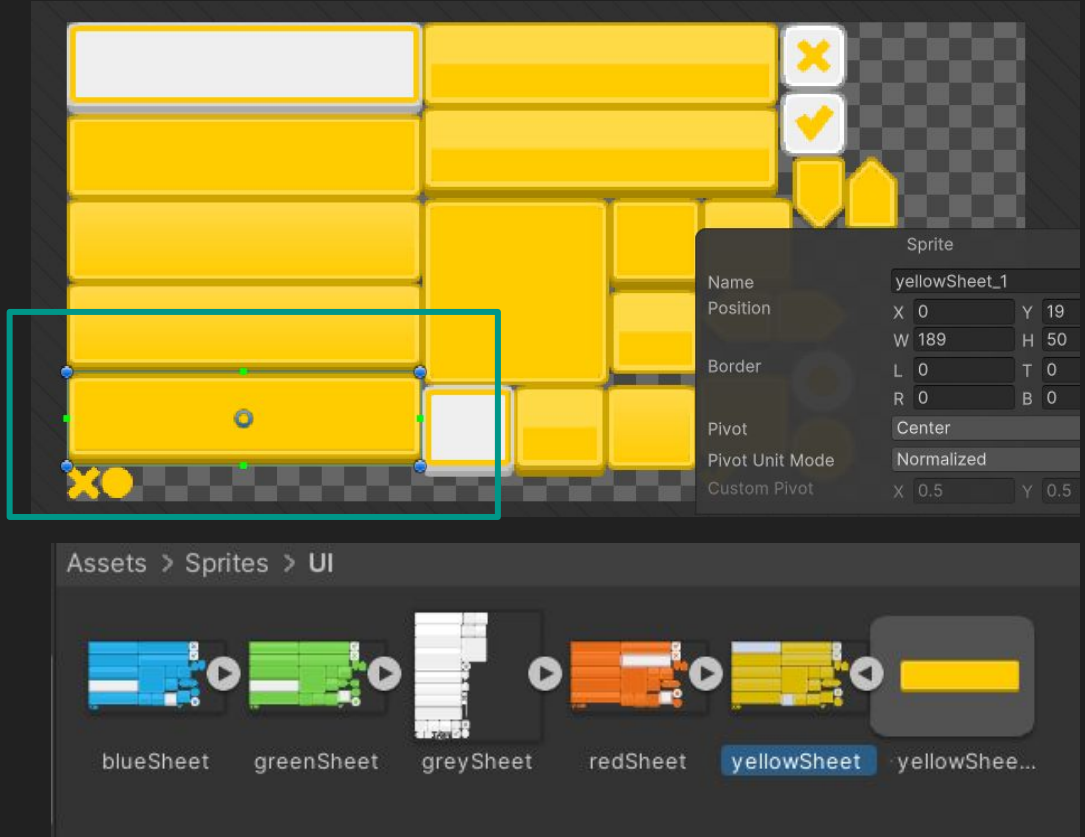 Sprite
Name yellowSheet_1
Position X 0 Y 19
W 189 H 50
Border L 0 T 0
R 0 B 0
Pivot Center
Pivot Unit Mode Normalized
Custom Pivot X 0.5 Y 0.5
Assets > Sprites > UI
blueSheet greenSheet greySheet redSheet yellowSheet yellowShee...